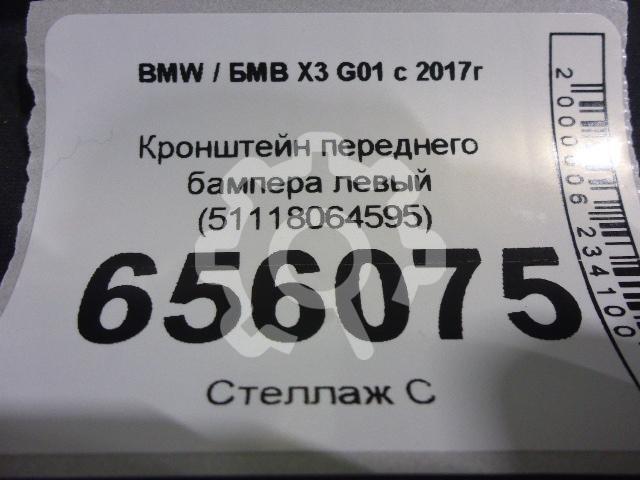 BMW / БМВ X3 G01 с 2017г
Кронштейн переднего
бампера левый
(51118064595)
656075
Стеллаж С